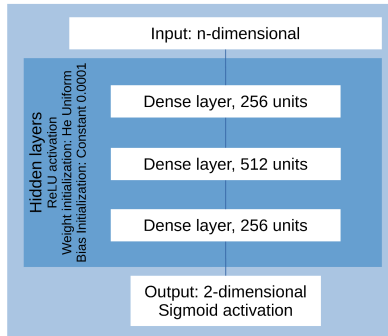 Input: n-dimensional
Hidden layers
ReLU activation
Weight initialization: He Uniform
Bias Initialization: Constant 0.0001
Dense layer, 256 units
Dense layer, 512 units
Dense layer, 256 units
Output: 2-dimensional
Sigmoid activation